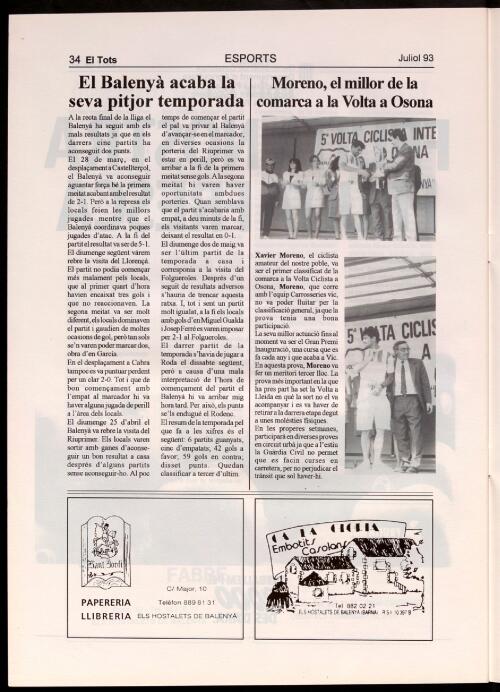 34 El Tots
ESPORTS
Juliol 93
El Balenyà acaba la
seva pitjor temporada
A la recta final de la lliga el
Balenyà ha seguit amb els
mals resultats ja que en els
darrers cinc partits ha
aconseguit dos punts.
El 28 de març, en el
desplaçament a Castellterçol,
el Balenyà va aconseguir
aguantar força bé la primera
meitat acabant amb el resultat
de 2-1. Però a la represa els
locals feien les millors
jugades mentre que el
Balenyà coordinava poques
jugades d'atac. A la fi del
partit el resultat va ser de 5-1.
El diumenge següent vàrem
rebre la visita del Llorençà.
El partit no podia començar
més malament pels locals,
que al primer quart d'hora
havien encaixat tres gols i
que no reaccionaven. La
segona meitat va ser molt
diferent, els locals dominaven
el partit i gaudien de moltes
ocasions de gol, però tan sols
se'n varen poder marcar dos,
obra d'en Garcia.
En el desplaçament a Cabra
tampoc es va puntuar perdent
per un clar 2-0. Tot i que de
bon començament amb
l'empat al marcador hi va
haver alguna jugada de perill
a l'àrea dels locals.
El diumenge 25 d'abril el
Balenyà va rebre la visita del
Riuprimer. Els locals varen
sortir amb ganes d'aconse-
guir un bon resultat a casa
després d'alguns partits
sense aconseguir-ho. Al poc
temps de començar el partit
el pal va privar al Balenyà
d'avançar-se en el marcador,
en diverses ocasions la
porteria del Riuprimer va
estar en perill, però es va
arribar a la fi de la primera
meitat sense gols. A la segona
meitat hi varen haver
oportunitats ambdues
porteries. Quan semblava
que el partit s'acabaria amb
empat, a deu minuts de la fi,
els visitants varen marcar,
deixant el resultat en 0-1.
El diumenge dos de maig va
ser l'últim partit de la
temporada a casa i
corresponia a la visita del
Folgueroles. Després d'un
seguit de resultats adversos
s'hauria de trencar aquesta
ratxa. I, tot i sent un partit
molt igualat, a la fi els locals
amb gols d'en Miguel Gualda
i Josep Ferré es varen imposar
per 2-1 al Folgueroles.
El darrer partit de la
temporada s'havia de jugar a
Roda el dissabte següent,
però a causa d'una mala
interpretació de l'hora de
començament del partit el
Balenyà hi va arribar mig
hora tard. Per això, els punts
se'ls endugué el Rodenc.
El resum de la temporada pel
que fa a les xifres és el
següent: 6 partits guanyats,
cinc d'empatats; 42 gols a
favor; 59 gols en contra;
disset punts. Quedan
classificat a tercer d'últim.
Moreno, el millor de la
comarca a la Volta a Osona
5ª VOLTA CICLISTA INTE
Xavier Moreno, el ciclista
amateur del nostre poble, va
ser el primer classificat de la
comarca a la Volta Ciclista a
Osona, Moreno, que corre
amb l'equip Carrosseries vic,
no va poder lluitar per la
classificació general, ja que la
prova tenia una bona
participació.
La seva millor actuació fins al
moment va ser el Gran Premi
Inauguració, una cursa que es
fa cada any i que acaba a Vic.
En aquesta prova, Moreno va
fer un meritori tercer lloc. La
prova més important en la que
ha pres part ha set la Volta a
Lleida en què la sort no el va
acompanyar i es va haver de
retirar a la darrera etapa degut
a unes molèsties físiques.
En les properes setmanes,
participarà en diverses proves
en circuit urbà ja que a l'estiu
la Guàrdia Civil no permet
que es facin curses en
carretera, per no perjudicar el
trànsit que sol haver-hi.
5ª VOLTA CICLIS
Sant Jordi
PAPERERIA
LLIBRERIA
C/ Major, 10
Telèfon 889 81 31
ELS HOSTALETS DE BALENYÀ
CA LA GLORIA
Embotits
Casolans
Tel 882 02 21
ELS HOSTALETS DE BALENYA (BARNA)